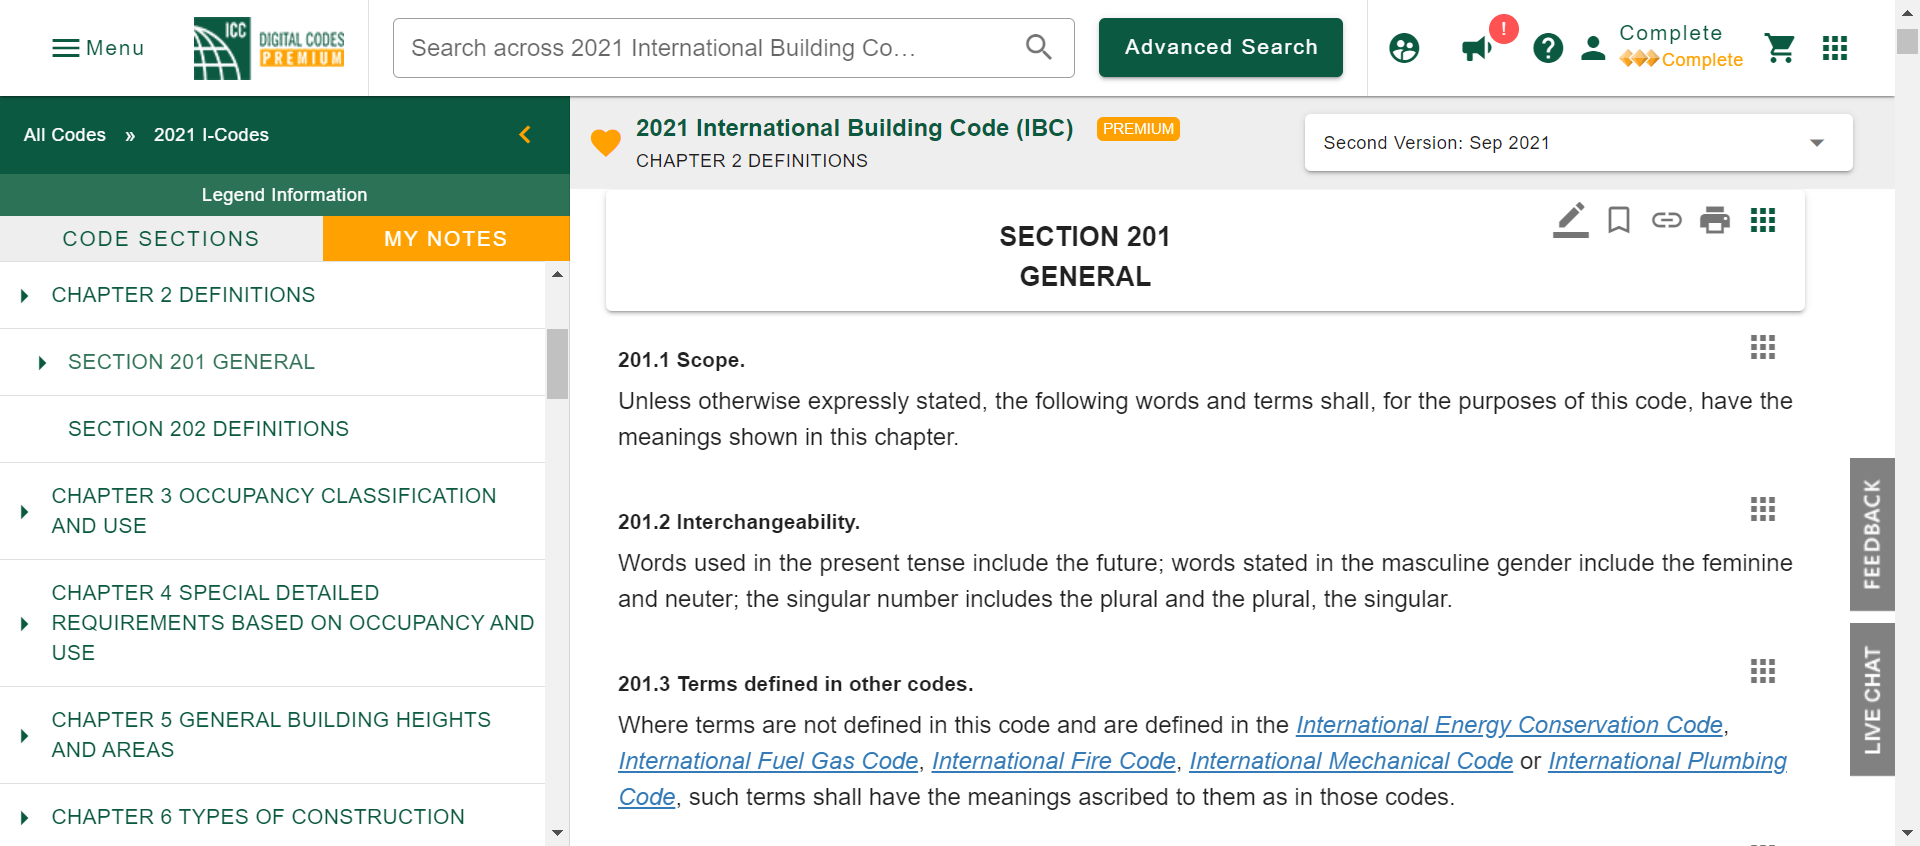 Menu
ICC
DIGITAL CODES
PREMIUM
Search across 2021 International Building Co…
Advanced Search
!
?
Complete
Complete
All Codes » 2021 I-Codes
Legend Information
CODE SECTIONS
MY NOTES
CHAPTER 2 DEFINITIONS
SECTION 201 GENERAL
SECTION 202 DEFINITIONS
CHAPTER 3 OCCUPANCY CLASSIFICATION
AND USE
CHAPTER 4 SPECIAL DETAILED
REQUIREMENTS BASED ON OCCUPANCY AND
USE
CHAPTER 5 GENERAL BUILDING HEIGHTS
AND AREAS
CHAPTER 6 TYPES OF CONSTRUCTION
2021 International Building Code (IBC) PREMIUM
CHAPTER 2 DEFINITIONS
Second Version: Sep 2021
SECTION 201
GENERAL
201.1 Scope.
Unless otherwise expressly stated, the following words and terms shall, for the purposes of this code, have the
meanings shown in this chapter.
201.2 Interchangeability.
Words used in the present tense include the future; words stated in the masculine gender include the feminine
and neuter; the singular number includes the plural and the plural, the singular.
201.3 Terms defined in other codes.
Where terms are not defined in this code and are defined in the International Energy Conservation Code,
International Fuel Gas Code, International Fire Code, International Mechanical Code or International Plumbing
Code, such terms shall have the meanings ascribed to them as in those codes.
FEEDBACK
LIVE CHAT